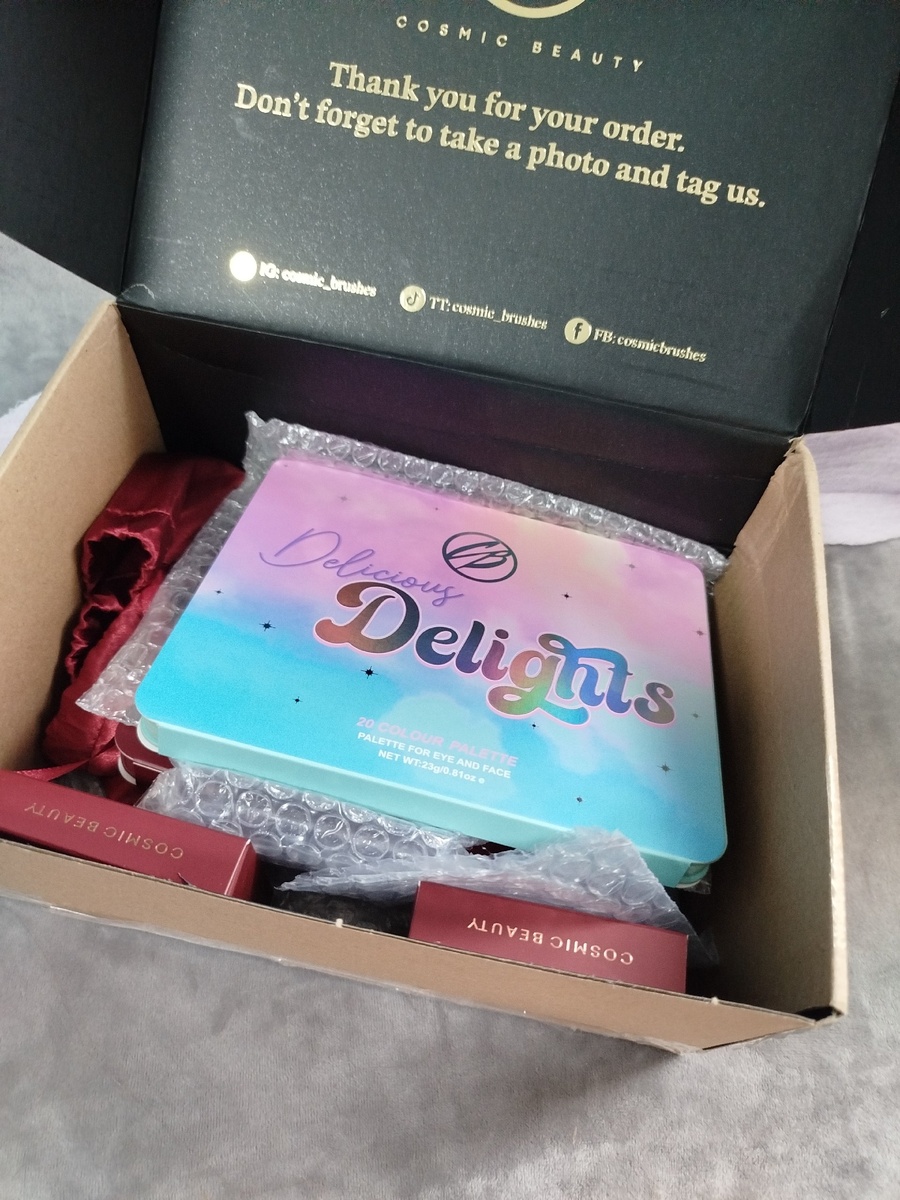 COSMIC BEAUTY
Thank you for your order.
Don't forget to take a photo and tag us.
IG: cosmic_brushes
TT: cosmic_brushes
FB: cosmicbrushes
CB
Delicious
Delights
20 COLOUR PALETTE
PALETTE FOR EYE AND FACE
NET WT:23g/0.81oz e
COSMIC BEAUTY
COSMIC BEAUTY